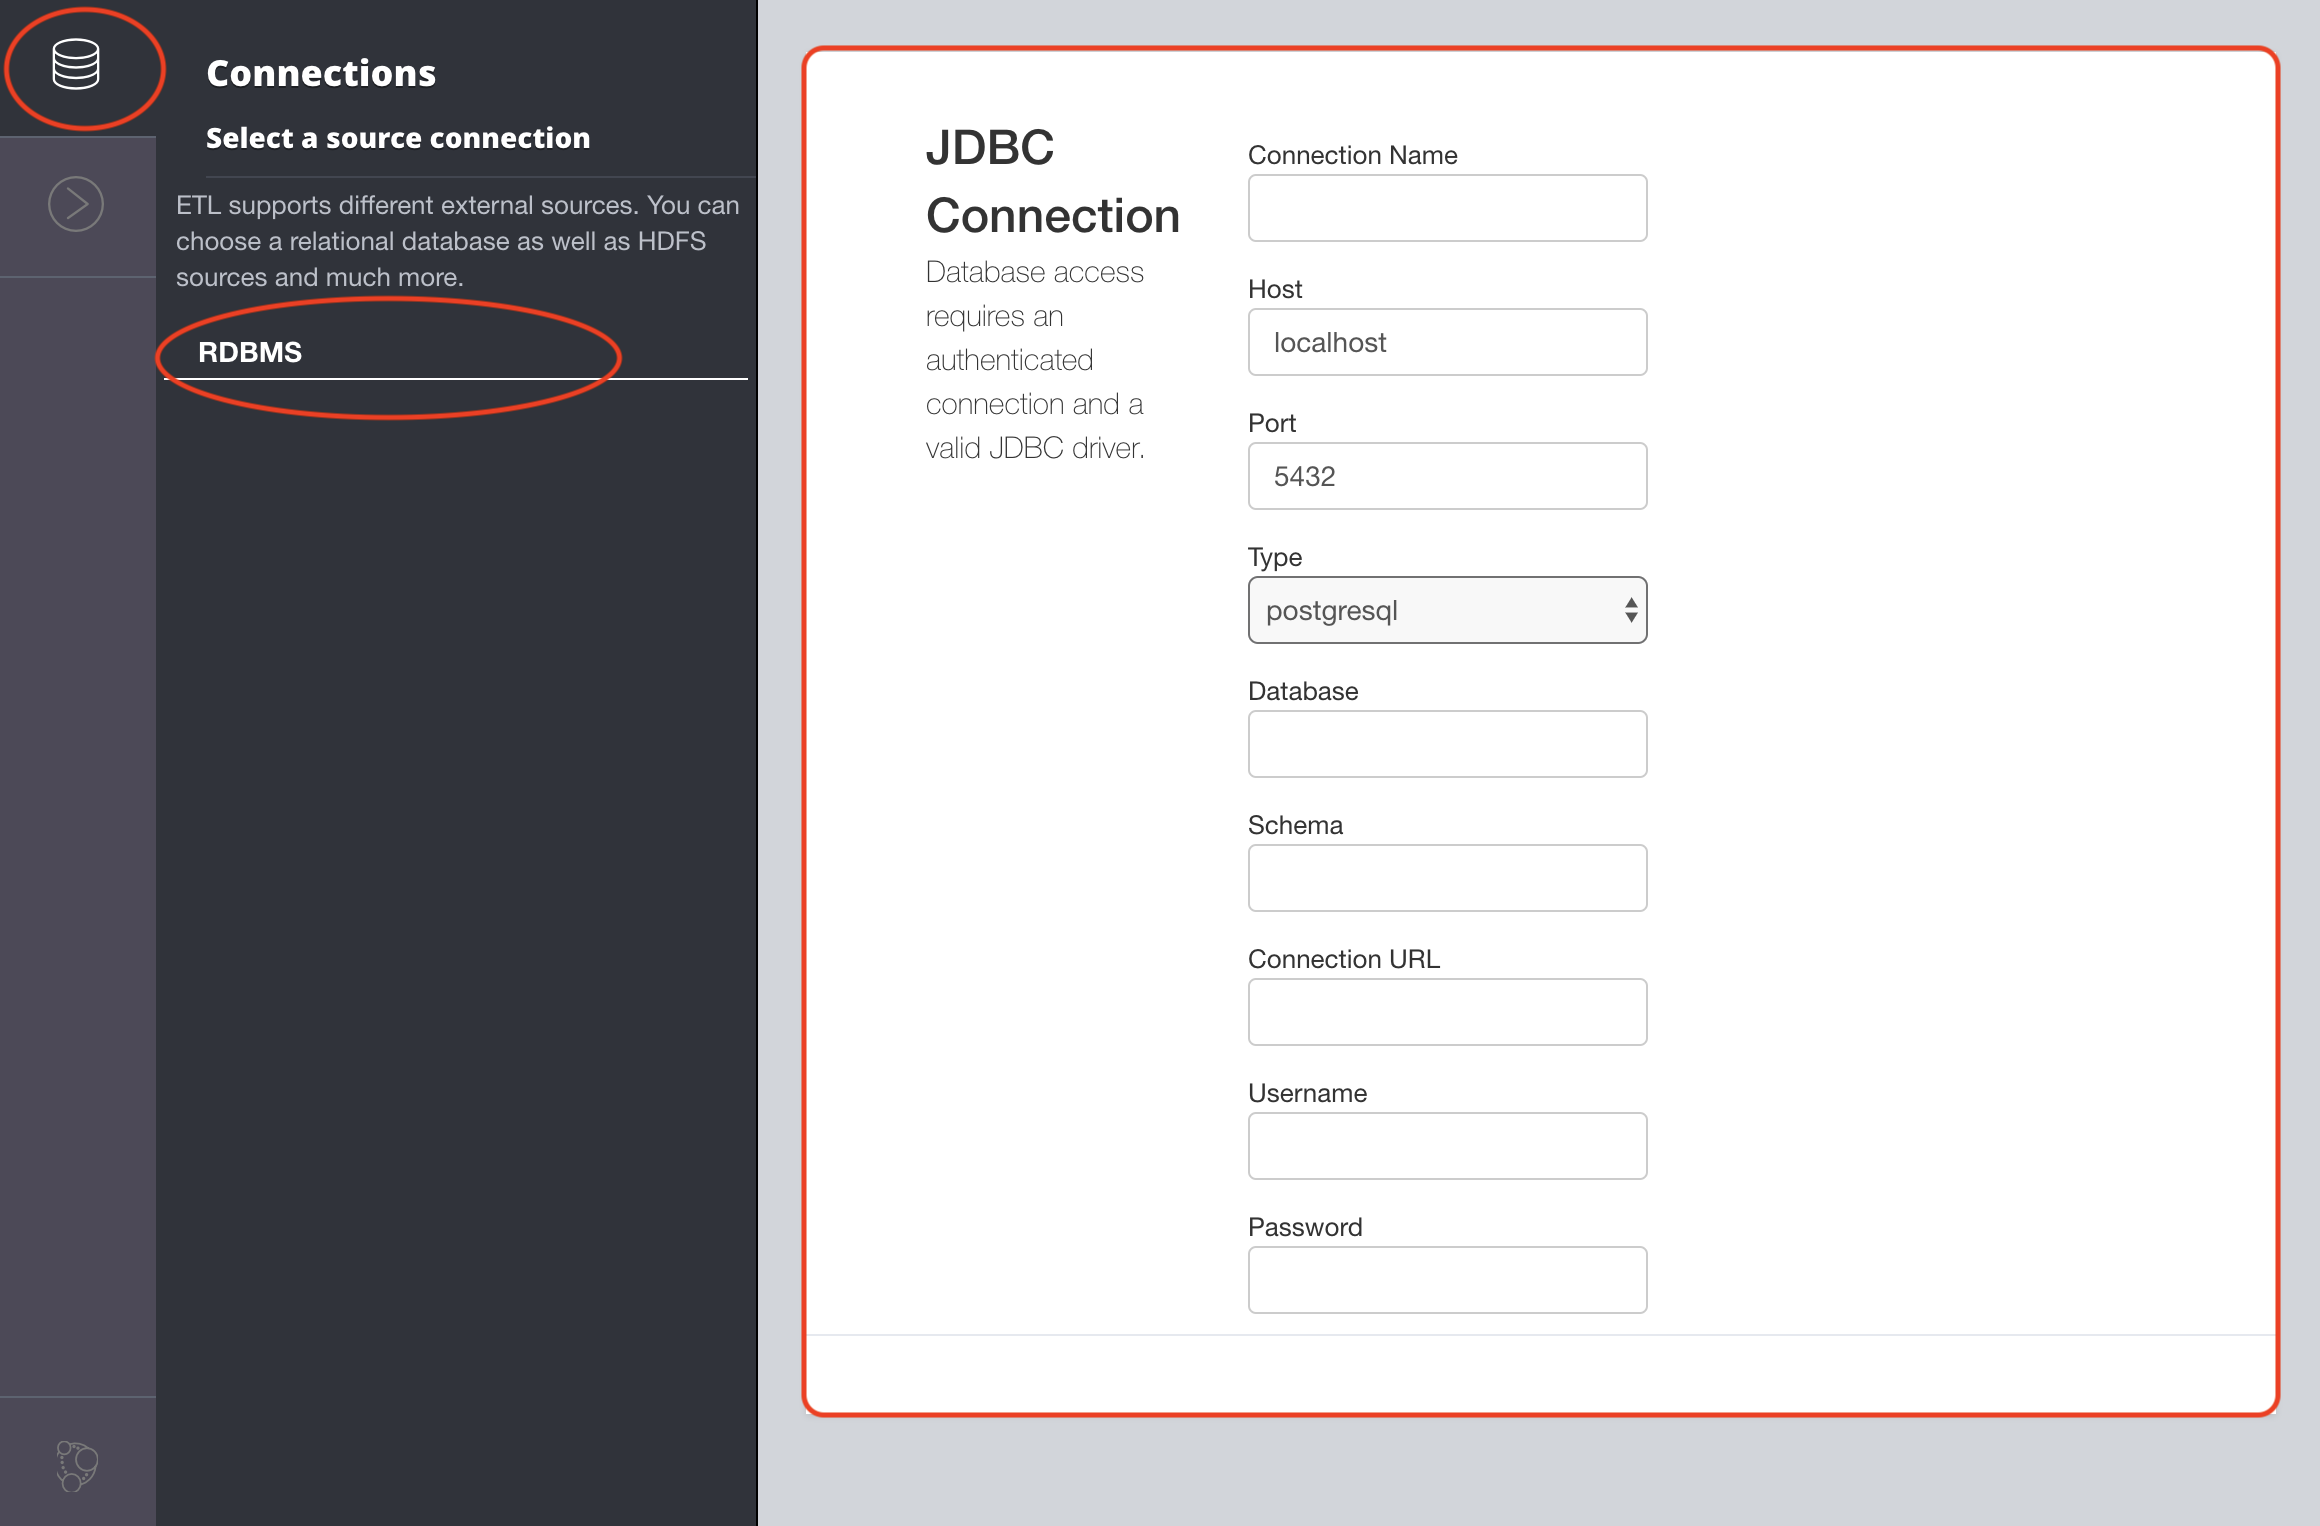 Connections
Select a source connection
ETL supports different external sources. You can
choose a relational database as well as HDFS
sources and much more.
RDBMS
JDBC
Connection
Database access
requires an
authenticated
connection and a
valid JDBC driver.
Connection Name
Host
localhost
Port
5432
Type
postgresql
Database
Schema
Connection URL
Username
Password